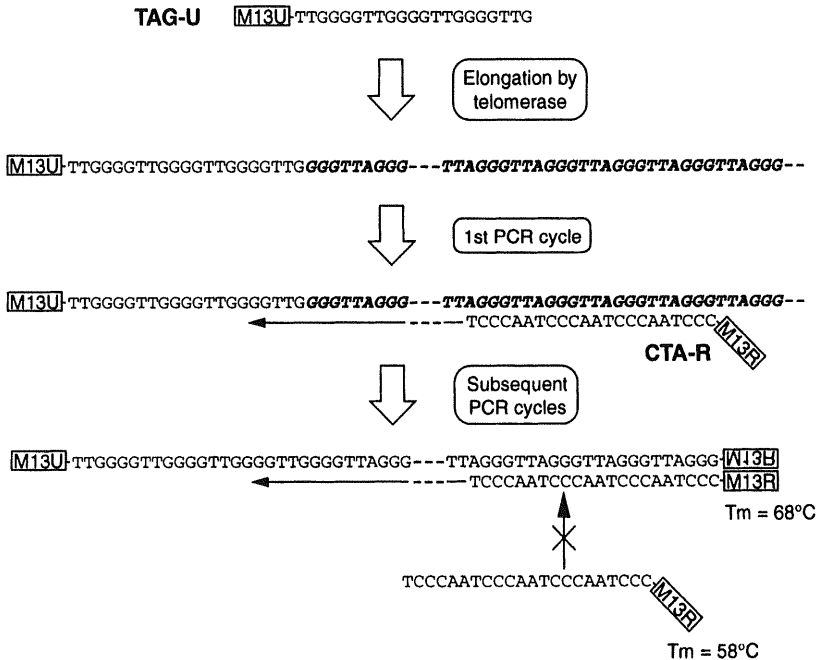 TAG-U M13U-TTGGGGTTGGGGTTGGGGTTG
Elongation by
telomerase
M13U-TTGGGGTTGGGGTTGGGGTTGGGGTTAGGG---TTAGGGTTAGGGTTAGGGTTAGGGTTAGGG--
1st PCR cycle
M13U-TTGGGGTTGGGGTTGGGGTTGGGGTTAGGG---TTAGGGTTAGGGTTAGGGTTAGGGTTAGGG--
TCCCAATCCCAATCCCAATCCC-M13R
CTA-R
Subsequent
PCR cycles
M13U-TTGGGGTTGGGGTTGGGGTTGGGGTTAGGG---TTAGGGTTAGGGTTAGGGTTAGGG-M13R
TCCCAATCCCAATCCCAATCCC-M13R
Tm = 68°C
TCCCAATCCCAATCCCAATCCC-M13R
Tm = 58°C